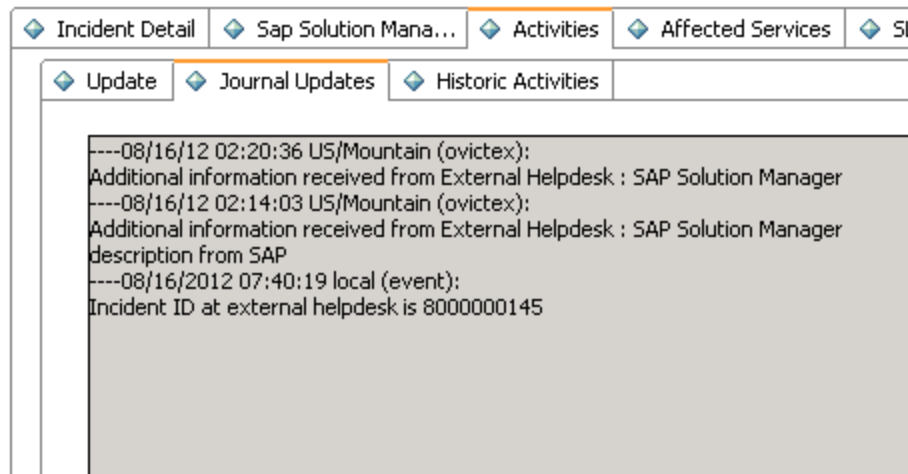 Incident Detail Sap Solution Mana... Activities Affected Services
Update Journal Updates Historic Activities
----08/16/12 02:20:36 US/Mountain (ovictex):
Additional information received from External Helpdesk : SAP Solution Manager
----08/16/12 02:14:03 US/Mountain (ovictex):
Additional information received from External Helpdesk : SAP Solution Manager
description from SAP
----08/16/2012 07:40:19 local (event):
Incident ID at external helpdesk is 8000000145